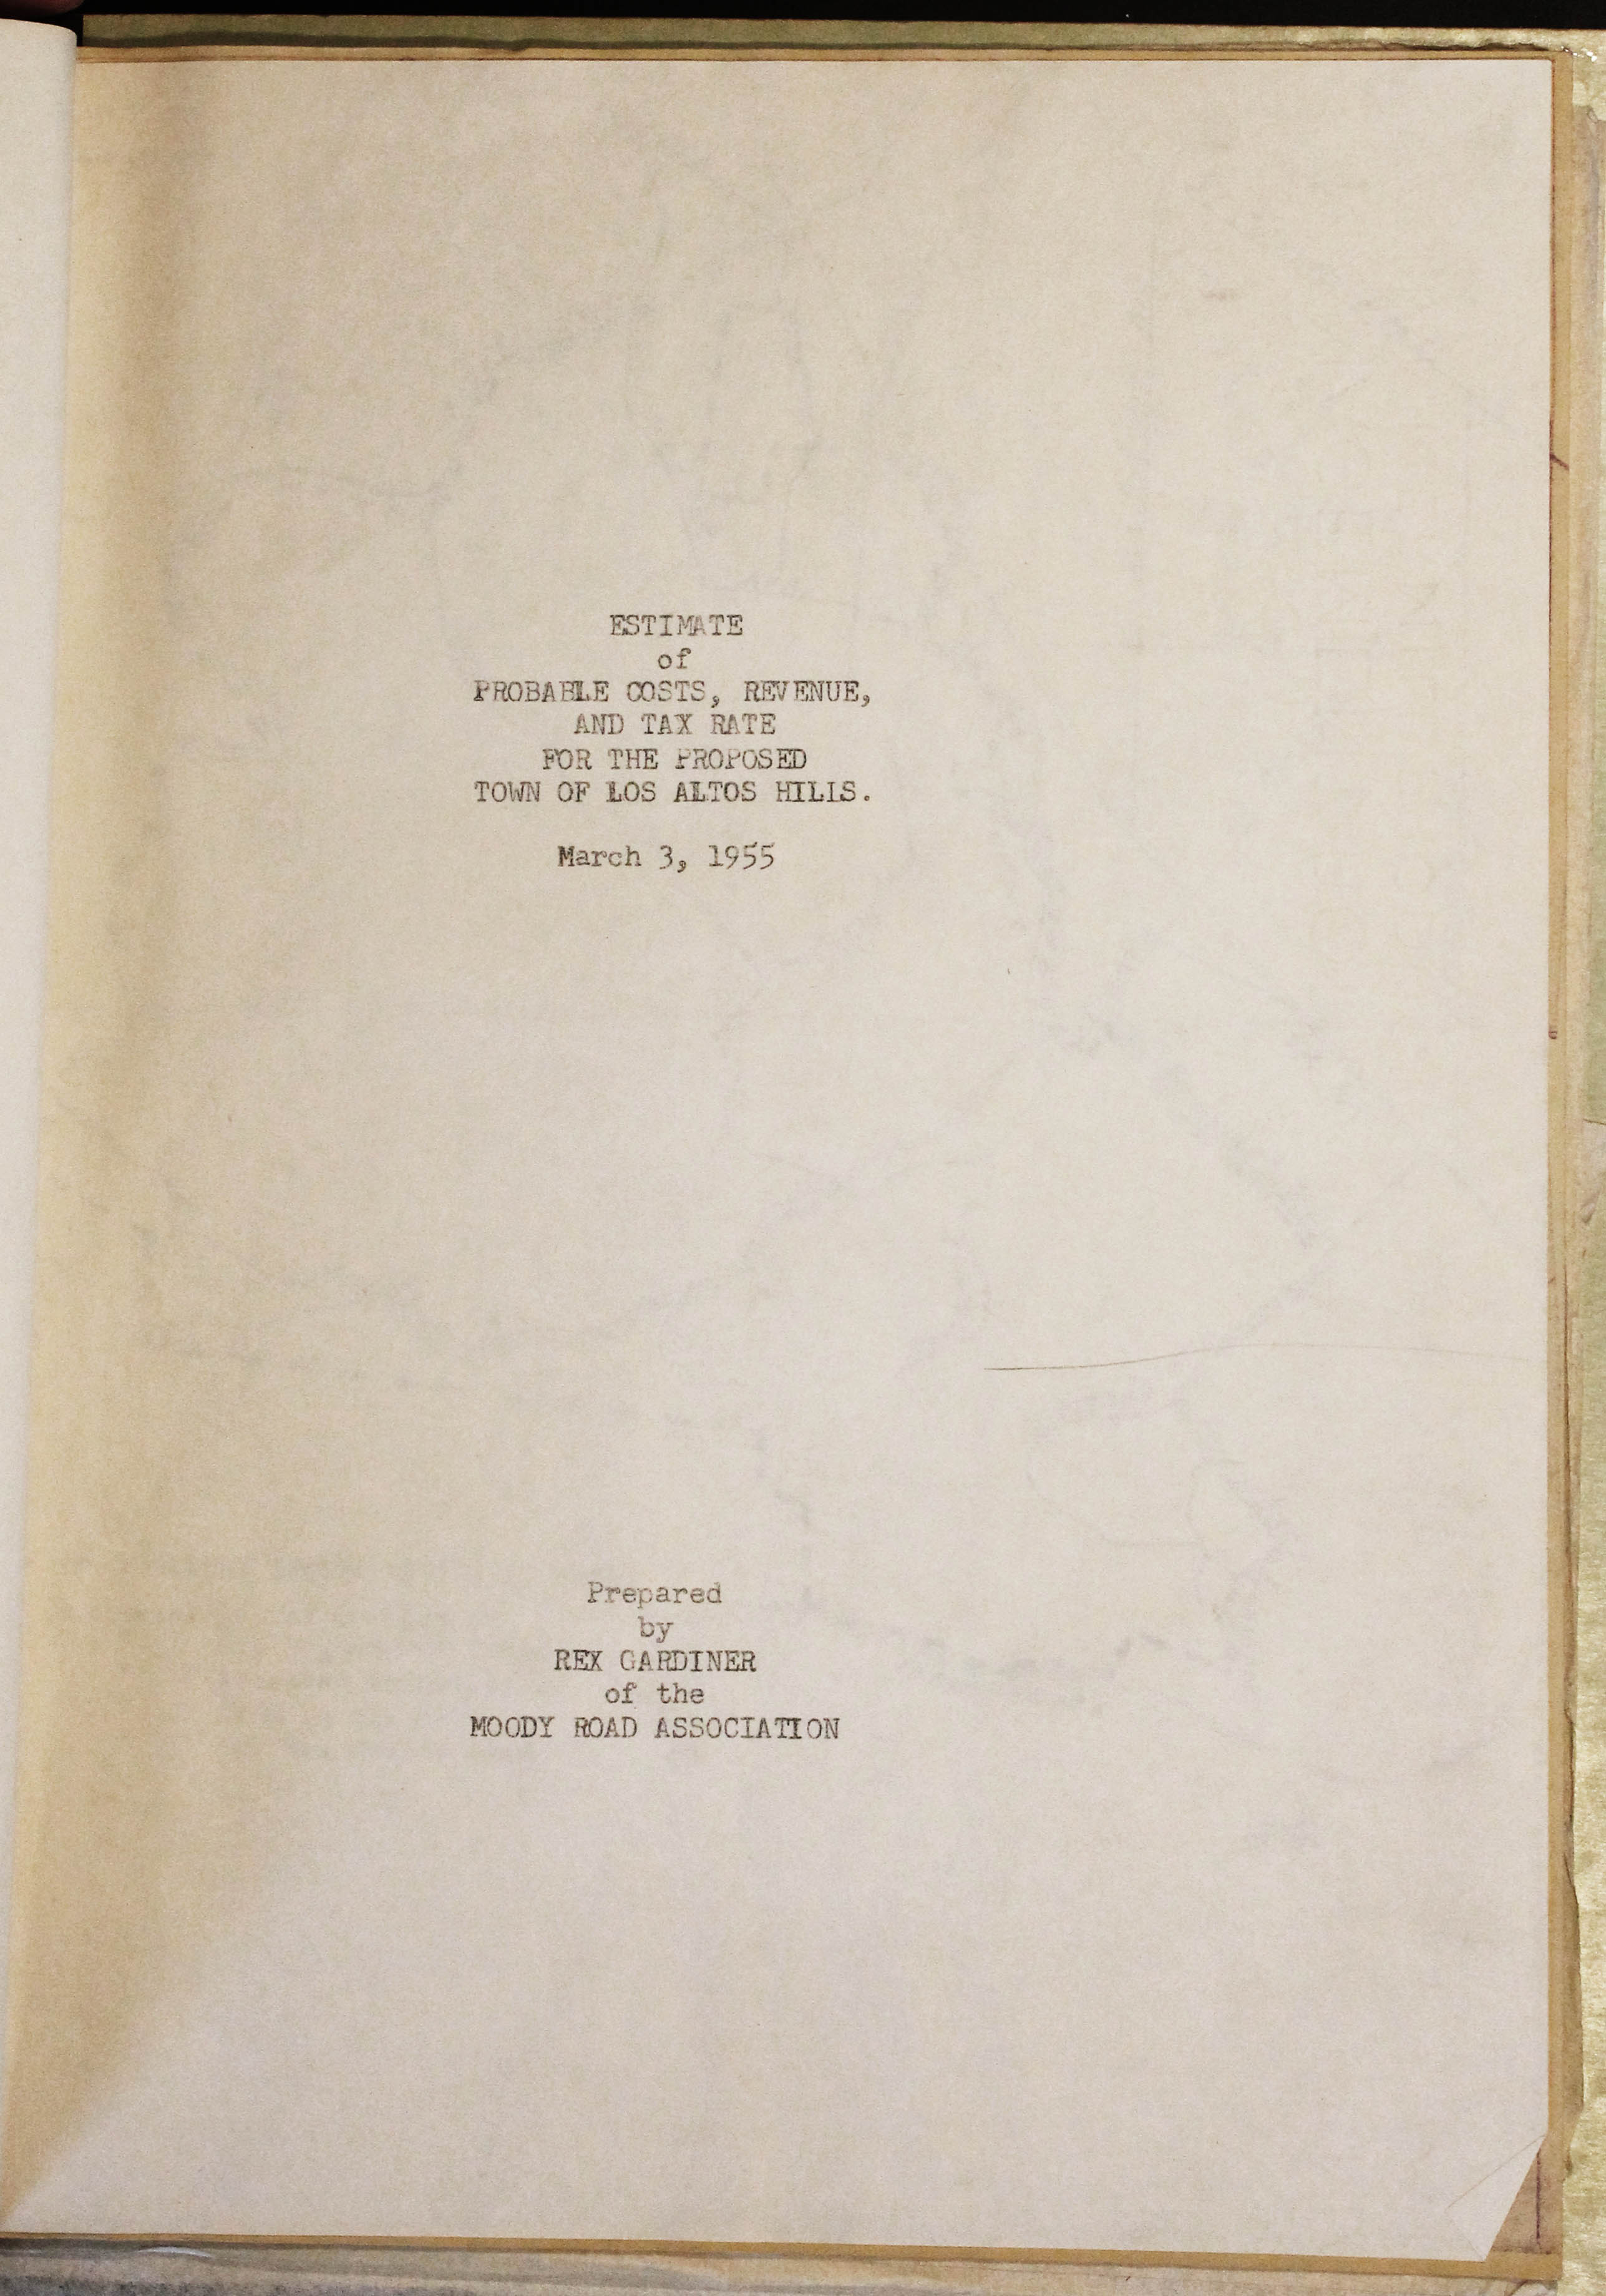 ESTIMATE
of
PROBABLE COSTS, REVENUE,
AND TAX RATE
FOR THE PROPOSED
TOWN OF LOS ALTOS HILLS.
March 3, 1955
Prepared
by
REX GARDINER
of the
MOODY ROAD ASSOCIATION